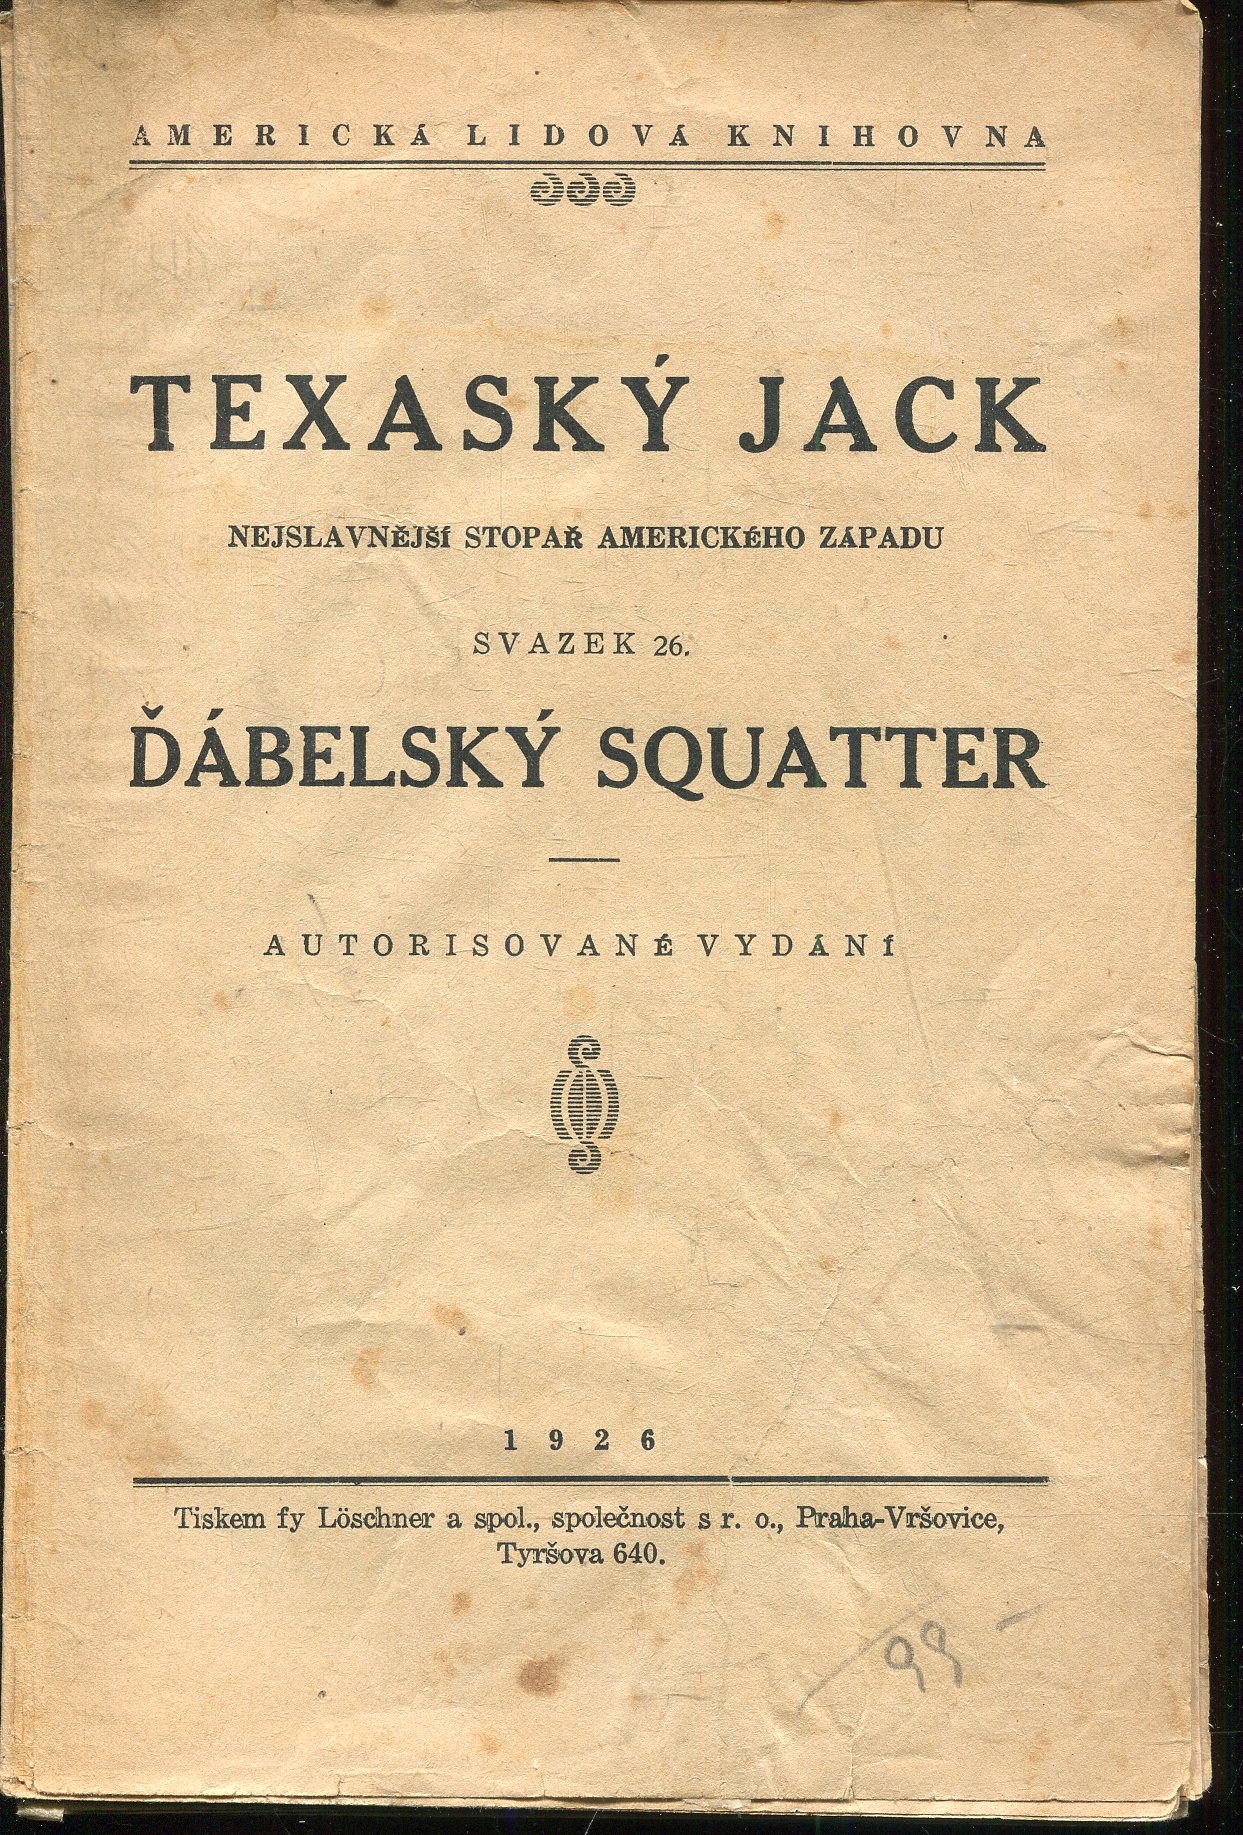 AMERICKÁ LIDOVÁ KNIHOVNA
TEXASKÝ JACK
NEJSLAVNĚJŠÍ STOPAŘ AMERICKÉHO ZÁPADU
SVAZEK 26.
ĎÁBELSKÝ SQUATTER
AUTORISOVANÉ VYDÁNÍ
1926
Tiskem fy Löschner a spol., společnost s r. o., Praha-Vršovice,
Tyršova 640.
99 -